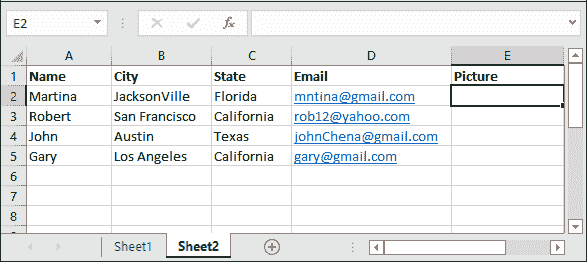 E2 fx
A B C D E
1 Name City State Email Picture
2 Martina JacksonVille Florida mntina@gmail.com
3 Robert San Francisco California rob12@yahoo.com
4 John Austin Texas johnChena@gmail.com
5 Gary Los Angeles California gary@gmail.com
6
7
8
Sheet1 Sheet2